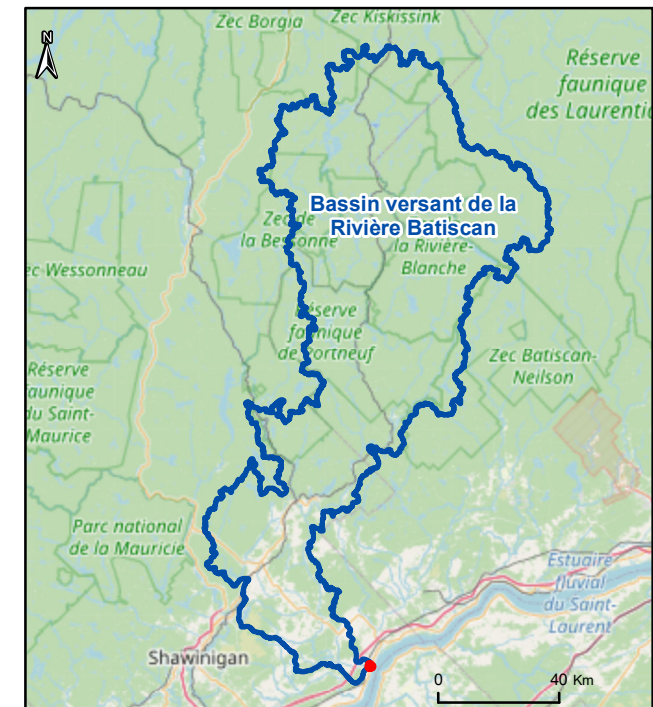 Zec Borgia
Zec Kiskissink
N
Réserve
faunique
des Laurenti
Bassin versant de la
Rivière Batiscan
Zec de
la Bessonne
la Rivière-
Blanche
ec Wessonneau
Réserve
faunique
de Portneuf
Zec Batiscan-
Neilson
Réserve
faunique
du Saint-
Maurice
Parc national
de la Mauricie
Estuaire
fluvial
du Saint-
Laurent
Shawinigan
0 40 Km